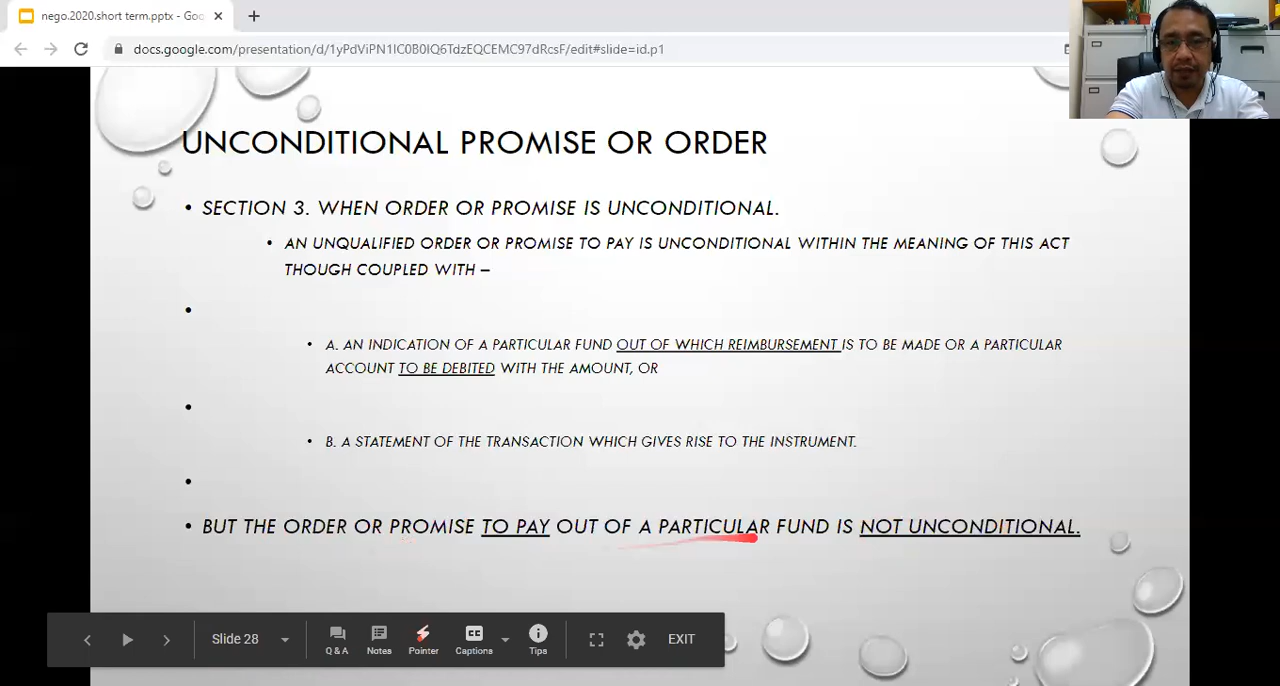 nego.2020.short term.pptx - Goo
docs.google.com/presentation/d/1yPdViPN1lC0B0IQ6TdzEQCEMC97dRcsF/edit#slide=id.p1
UNCONDITIONAL PROMISE OR ORDER
• SECTION 3. WHEN ORDER OR PROMISE IS UNCONDITIONAL.
• AN UNQUALIFIED ORDER OR PROMISE TO PAY IS UNCONDITIONAL WITHIN THE MEANING OF THIS ACT
THOUGH COUPLED WITH –
•
• A. AN INDICATION OF A PARTICULAR FUND OUT OF WHICH REIMBURSEMENT IS TO BE MADE OR A PARTICULAR
ACCOUNT TO BE DEBITED WITH THE AMOUNT, OR
•
• B. A STATEMENT OF THE TRANSACTION WHICH GIVES RISE TO THE INSTRUMENT.
•
• BUT THE ORDER OR PROMISE TO PAY OUT OF A PARTICULAR FUND IS NOT UNCONDITIONAL.
Slide 28
Q & A
Notes
Pointer
Captions
Tips
EXIT